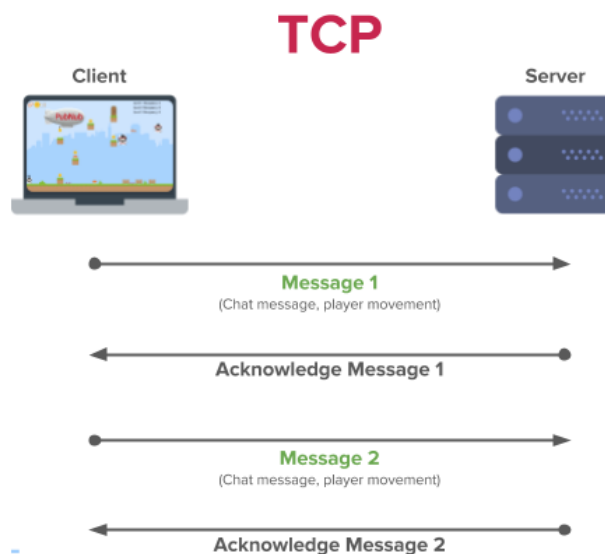 TCP
Client
Server
Message 1
(Chat message, player movement)
Acknowledge Message 1
Message 2
(Chat message, player movement)
Acknowledge Message 2